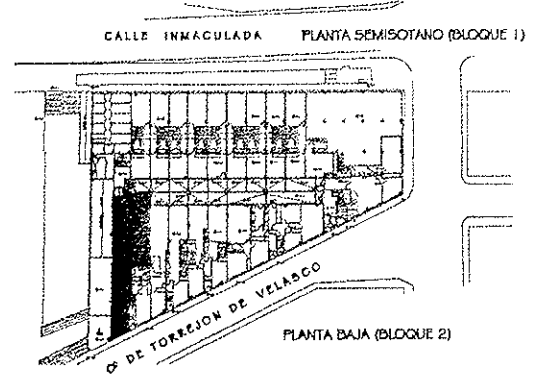 CALLE INMACULADA
PLANTA SEMISOTANO (BLOQUE 1)
Cº DE TORREJON DE VELASCO
PLANTA BAJA (BLOQUE 2)